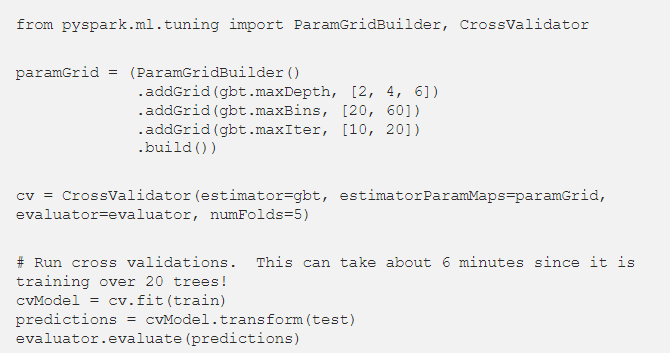 from pyspark.ml.tuning import ParamGridBuilder, CrossValidator
paramGrid = (ParamGridBuilder()
             .addGrid(gbt.maxDepth, [2, 4, 6])
             .addGrid(gbt.maxBins, [20, 60])
             .addGrid(gbt.maxIter, [10, 20])
             .build())
cv = CrossValidator(estimator=gbt, estimatorParamMaps=paramGrid,
evaluator=evaluator, numFolds=5)
# Run cross validations.  This can take about 6 minutes since it is
training over 20 trees!
cvModel = cv.fit(train)
predictions = cvModel.transform(test)
evaluator.evaluate(predictions)